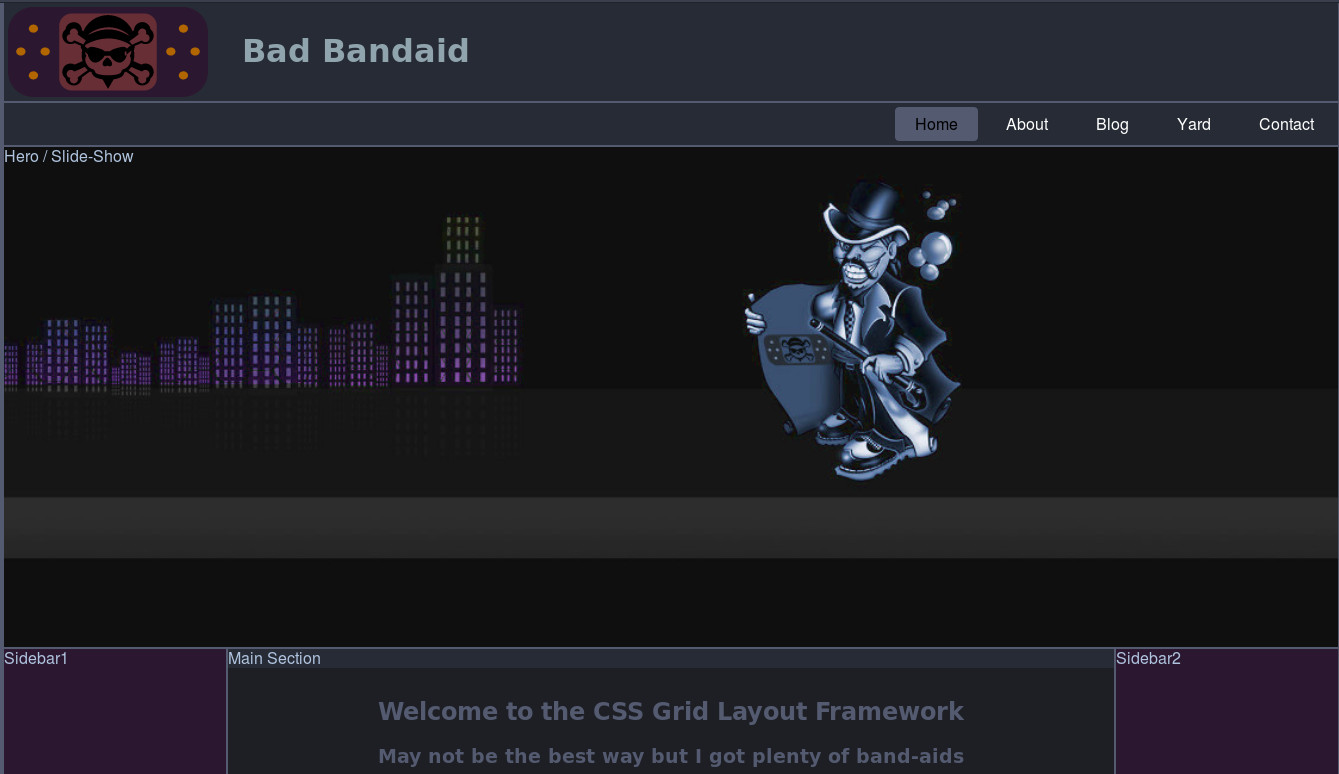 Bad Bandaid
Home About Blog Yard Contact
Hero / Slide-Show
Sidebar1
Main Section
Sidebar2
Welcome to the CSS Grid Layout Framework
May not be the best way but I got plenty of band-aids